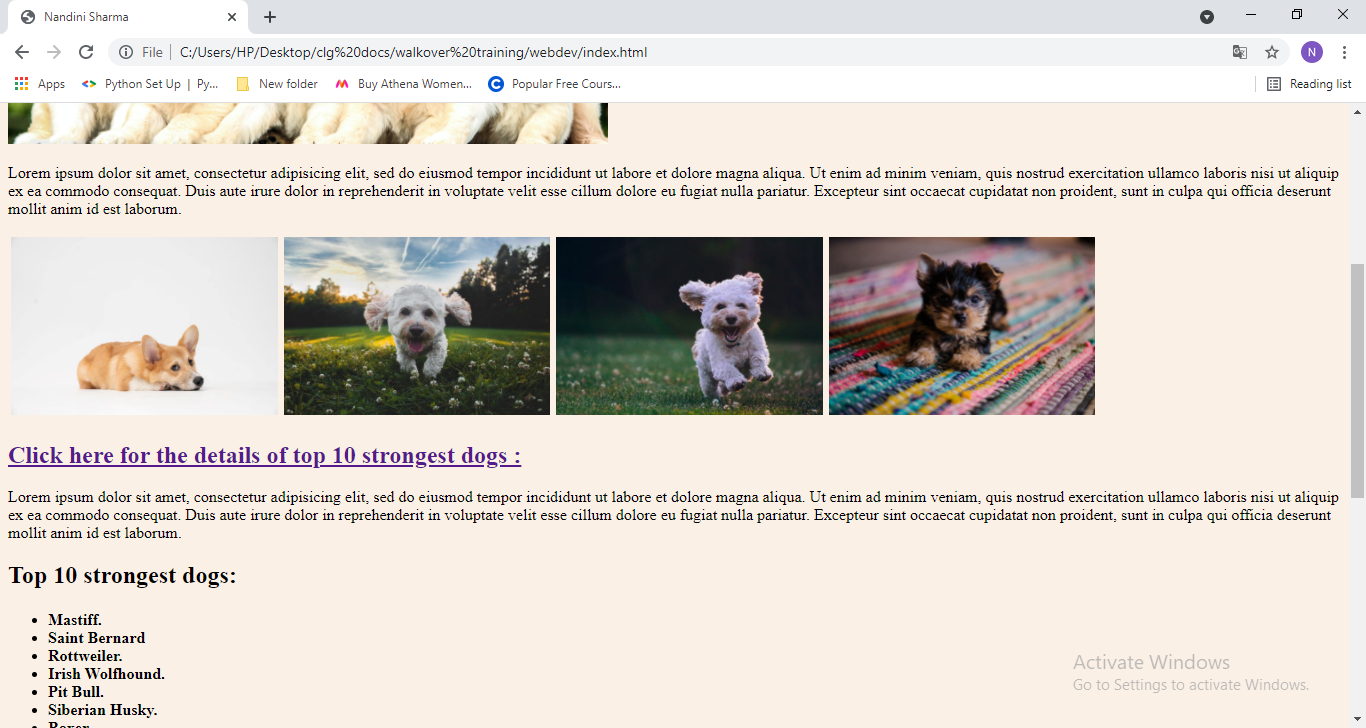 Nandini Sharma
File | C:/Users/HP/Desktop/clg%20docs/walkover%20training/webdev/index.html
N
Apps
Python Set Up | Py...
New folder
Buy Athena Women...
Popular Free Cours...
Reading list
Lorem ipsum dolor sit amet, consectetur adipisicing elit, sed do eiusmod tempor incididunt ut labore et dolore magna aliqua. Ut enim ad minim veniam, quis nostrud exercitation ullamco laboris nisi ut aliquip
ex ea commodo consequat. Duis aute irure dolor in reprehenderit in voluptate velit esse cillum dolore eu fugiat nulla pariatur. Excepteur sint occaecat cupidatat non proident, sunt in culpa qui officia deserunt
mollit anim id est laborum.
Click here for the details of top 10 strongest dogs :
Lorem ipsum dolor sit amet, consectetur adipisicing elit, sed do eiusmod tempor incididunt ut labore et dolore magna aliqua. Ut enim ad minim veniam, quis nostrud exercitation ullamco laboris nisi ut aliquip
ex ea commodo consequat. Duis aute irure dolor in reprehenderit in voluptate velit esse cillum dolore eu fugiat nulla pariatur. Excepteur sint occaecat cupidatat non proident, sunt in culpa qui officia deserunt
mollit anim id est laborum.
Top 10 strongest dogs:
• Mastiff.
• Saint Bernard
• Rottweiler.
• Irish Wolfhound.
• Pit Bull.
• Siberian Husky.
Activate Windows
Go to Settings to activate Windows.